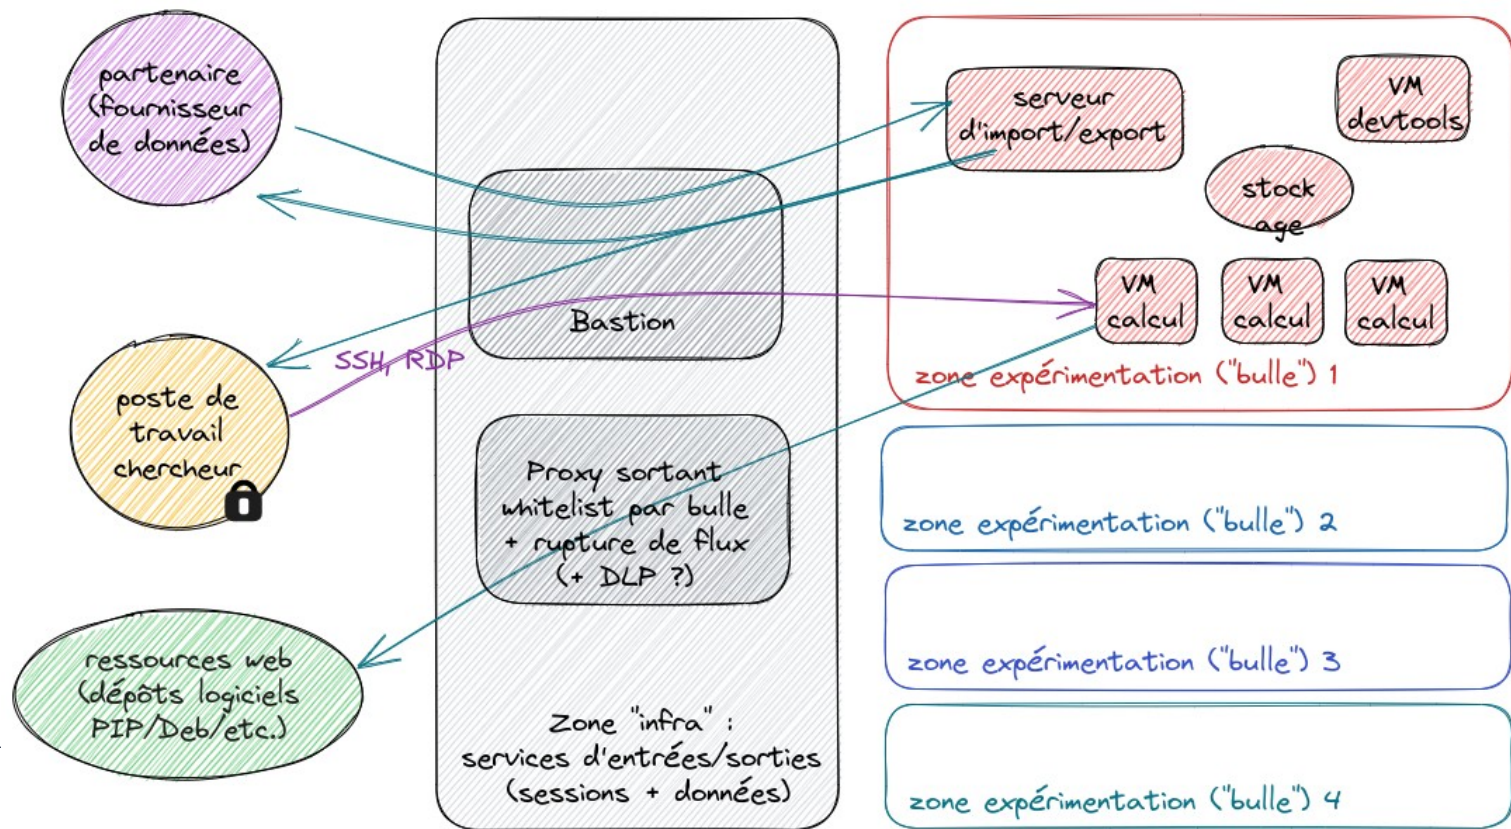 partenaire
(fournisseur
de données)
serveur
d'import/export
VM
devtools
stock
age
VM
calcul
VM
calcul
VM
calcul
zone expérimentation ("bulle") 1
Bastion
SSH, RDP
poste de
travail
chercheur
Proxy sortant
whitelist par bulle
+ rupture de flux
(+ DLP ?)
zone expérimentation ("bulle") 2
zone expérimentation ("bulle") 3
ressources web
(dépôts logiciels
PIP/Deb/etc.)
Zone "infra" :
services d'entrées/sorties
(sessions + données)
zone expérimentation ("bulle") 4